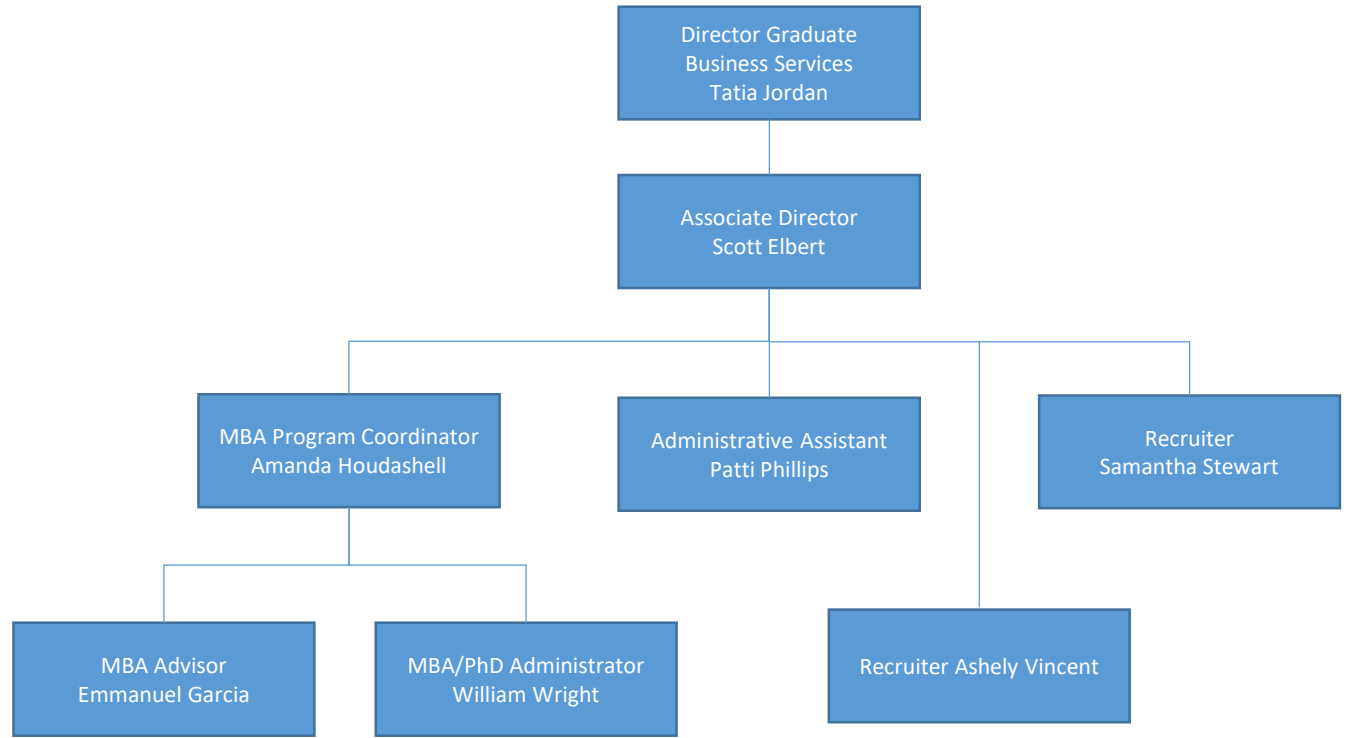 Director Graduate
Business Services
Tatia Jordan
Associate Director
Scott Elbert
MBA Program Coordinator
Amanda Houdashell
Administrative Assistant
Patti Phillips
Recruiter
Samantha Stewart
MBA Advisor
Emmanuel Garcia
MBA/PhD Administrator
William Wright
Recruiter Ashely Vincent